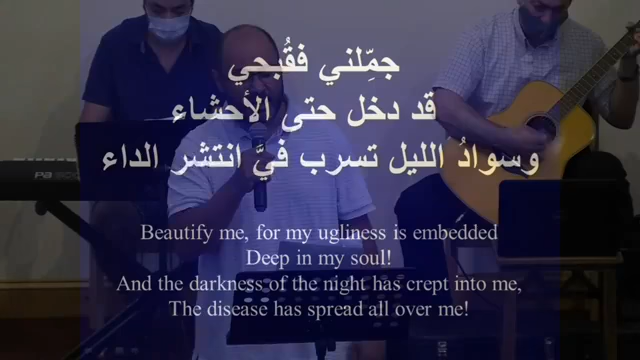 جمِّلني فقُبحي
قد دخل حتى الأحشاء
وسوادُ الليل تسرب فيَّ انتشر الداء
Beautify me, for my ugliness is embedded
Deep in my soul!
And the darkness of the night has crept into me,
The disease has spread all over me!